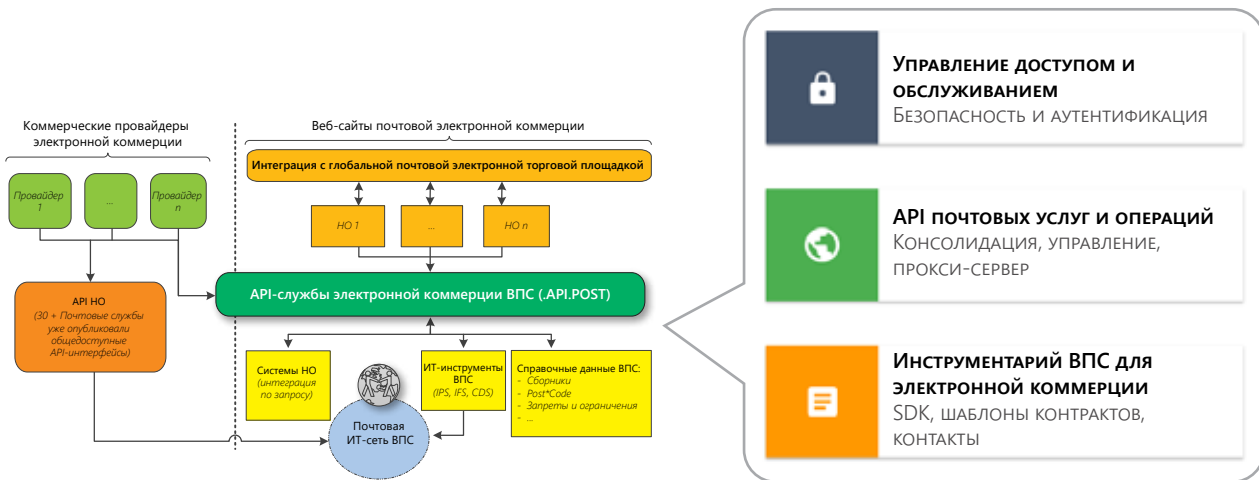 Коммерческие провайдеры
электронной коммерции
Провайдер
1
...
Провайдер
n
Веб-сайты почтовой электронной коммерции
Интеграция с глобальной почтовой электронной торговой площадкой
НО 1
...
НО n
API НО
(30 + Почтовые службы
уже опубликовали
общедоступные
API-интерфейсы)
API-службы электронной коммерции ВПС (.API.POST)
Системы НО
(интеграция
по запросу)
ИТ-инструменты
ВПС
(IPS, IFS, CDS)
Справочные данные ВПС:
- Сборники
- Post*Code
- Запреты и ограничения
- ...
Почтовая
ИТ-сеть ВПС
Управление доступом и
обслуживанием
Безопасность и аутентификация
API почтовых услуг и операций
Консолидация, управление,
прокси-сервер
Инструментарий ВПС для
электронной коммерции
SDK, шаблоны контрактов,
контакты